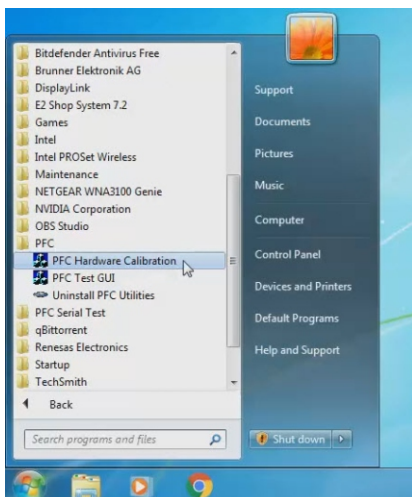 Bitdefender Antivirus Free
Brunner Elektronik AG
DisplayLink
E2 Shop System 7.2
Games
Intel
Intel PROSet Wireless
Maintenance
NETGEAR WNA3100 Genie
NVIDIA Corporation
OBS Studio
PFC
PFC Hardware Calibration
PFC Test GUI
Uninstall PFC Utilities
PFC Serial Test
qBittorrent
Renesas Electronics
Startup
TechSmith
Back
Search programs and files
Support
Documents
Pictures
Music
Computer
Control Panel
Devices and Printers
Default Programs
Help and Support
Shut down